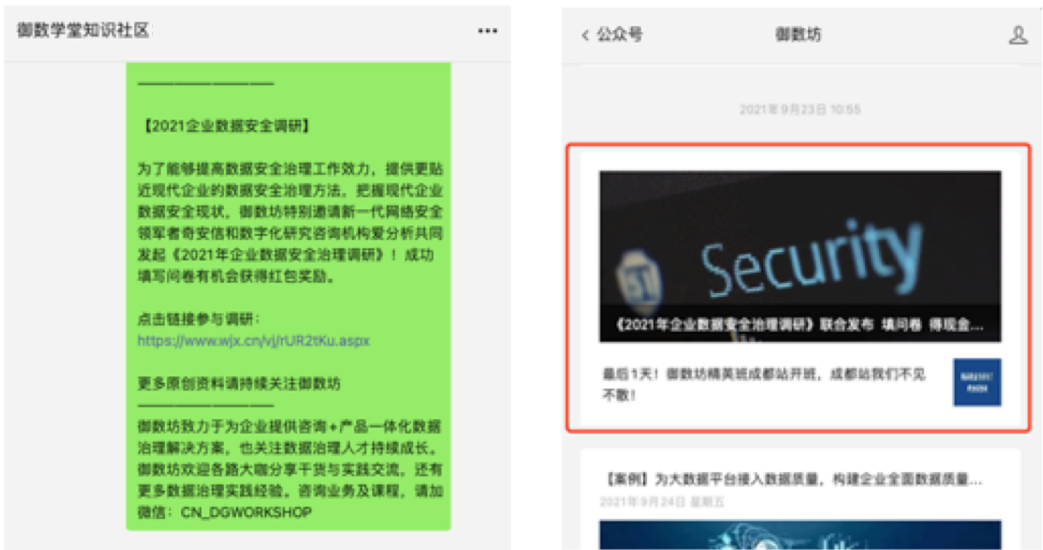 御数学堂知识社区
【2021企业数据安全调研】
为了能够提高数据安全治理工作效力，提供更贴
近现代企业的数据安全治理方法，把握现代企业
数据安全现状，御数坊特别邀请新一代网络安全
领军者奇安信和数字化研究咨询机构爱分析共同
发起《2021年企业数据安全治理调研》！成功
填写问卷有机会获得红包奖励。
点击链接参与调研：
https://www.wjx.cn/vj/rUR2tKu.aspx
更多原创资料请持续关注御数坊
御数坊致力于为企业提供咨询+产品一体化数据
治理解决方案，也关注数据治理人才持续成长。
御数坊欢迎各路大咖分享干货与实践交流，还有
更多数据治理实践经验。咨询业务及课程，请加
微信：CN_DGWORKSHOP
公众号
御数坊
2021年9月23日 10:55
Security
《2021年企业数据安全治理调研》联合发布 填问卷 得现金...
最后1天！御数坊精英班成都站开班，成都站我们不见
不散！
【案例】为大数据平台接入数据质量，构建企业全面数据质量...
2021年9月24日 星期五